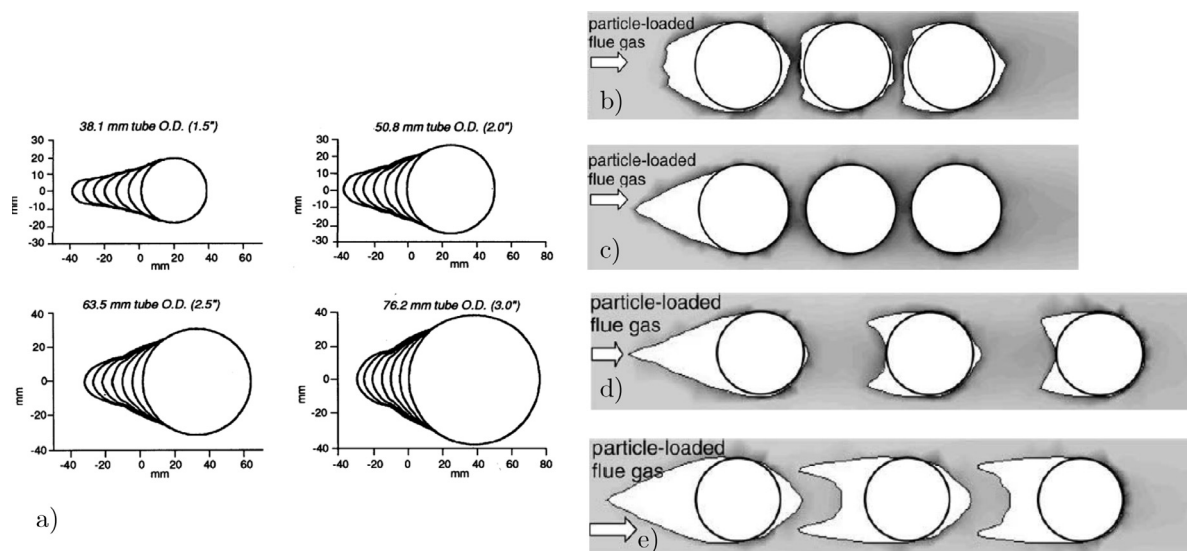 38.1 mm tube O.D. (1.5")
30
20
10
0
-10
-20
-30
mm
-40 -20 0 20 40 60
mm
50.8 mm tube O.D. (2.0")
30
20
10
0
-10
-20
-30
mm
-40 -20 0 20 40 60 80
mm
63.5 mm tube O.D. (2.5")
40
20
0
-20
-40
mm
-40 -20 0 20 40 60
mm
76.2 mm tube O.D. (3.0")
40
20
0
-20
-40
mm
-40 -20 0 20 40 60 80
mm
a)
particle-loaded
flue gas
b)
particle-loaded
flue gas
c)
particle-loaded
flue gas
d)
particle-loaded
flue gas
e)